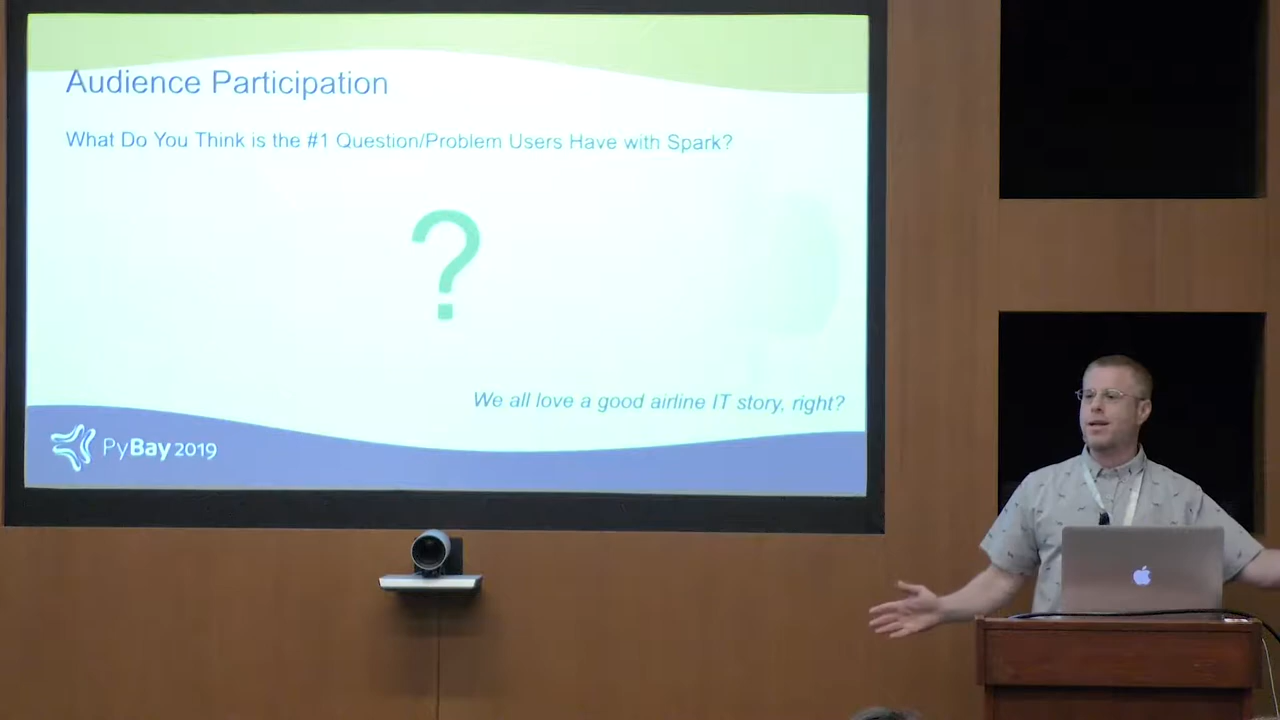 Audience Participation
What Do You Think is the #1 Question/Problem Users Have with Spark?
?
We all love a good airline IT story, right?
PyBay 2019